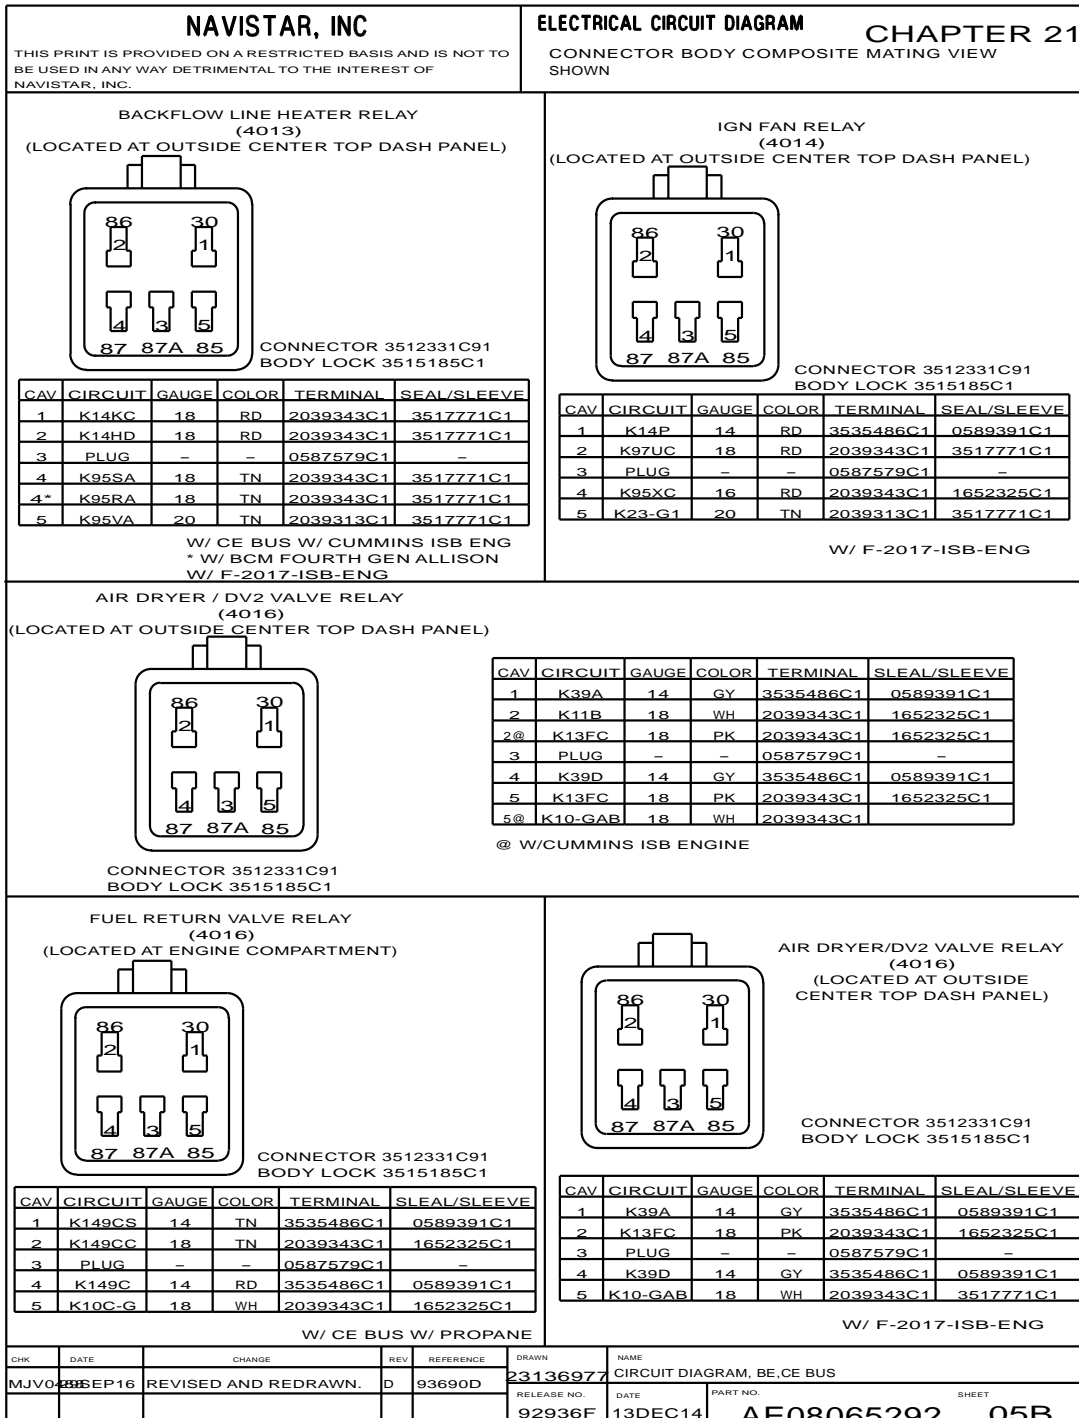 NAVISTAR, INC
THIS PRINT IS PROVIDED ON A RESTRICTED BASIS AND IS NOT TO
BE USED IN ANY WAY DETRIMENTAL TO THE INTEREST OF
NAVISTAR, INC.
ELECTRICAL CIRCUIT DIAGRAM
CHAPTER 21
CONNECTOR BODY COMPOSITE MATING VIEW
SHOWN
BACKFLOW LINE HEATER RELAY
(4013)
(LOCATED AT OUTSIDE CENTER TOP DASH PANEL)
86 30
2 1
4 3 5
87 87A 85
CONNECTOR 3512331C91
BODY LOCK 3515185C1
CAV CIRCUIT GAUGE COLOR TERMINAL SEAL/SLEEVE
1 K14KC 18 RD 2039343C1 3517771C1
2 K14HD 18 RD 2039343C1 3517771C1
3 PLUG – – 0587579C1 –
4 K95SA 18 TN 2039343C1 3517771C1
4* K95RA 18 TN 2039343C1 3517771C1
5 K95VA 20 TN 2039313C1 3517771C1
W/ CE BUS W/ CUMMINS ISB ENG
* W/ BCM FOURTH GEN ALLISON
W/ F-2017-ISB-ENG
IGN FAN RELAY
(4014)
(LOCATED AT OUTSIDE CENTER TOP DASH PANEL)
86 30
2 1
4 3 5
87 87A 85
CONNECTOR 3512331C91
BODY LOCK 3515185C1
CAV CIRCUIT GAUGE COLOR TERMINAL SEAL/SLEEVE
1 K14P 14 RD 3535486C1 0589391C1
2 K97UC 18 RD 2039343C1 3517771C1
3 PLUG – – 0587579C1 –
4 K95XC 16 RD 2039343C1 1652325C1
5 K23-G1 20 TN 2039313C1 3517771C1
W/ F-2017-ISB-ENG
AIR DRYER / DV2 VALVE RELAY
(4016)
(LOCATED AT OUTSIDE CENTER TOP DASH PANEL)
86 30
2 1
4 3 5
87 87A 85
CONNECTOR 3512331C91
BODY LOCK 3515185C1
CAV CIRCUIT GAUGE COLOR TERMINAL SLEAL/SLEEVE
1 K39A 14 GY 3535486C1 0589391C1
2 K11B 18 WH 2039343C1 1652325C1
2@ K13FC 18 PK 2039343C1 1652325C1
3 PLUG – – 0587579C1 –
4 K39D 14 GY 3535486C1 0589391C1
5 K13FC 18 PK 2039343C1 1652325C1
5@ K10-GAB 18 WH 2039343C1
@ W/CUMMINS ISB ENGINE
FUEL RETURN VALVE RELAY
(4016)
(LOCATED AT ENGINE COMPARTMENT)
86 30
2 1
4 3 5
87 87A 85
CONNECTOR 3512331C91
BODY LOCK 3515185C1
CAV CIRCUIT GAUGE COLOR TERMINAL SLEAL/SLEEVE
1 K149CS 14 TN 3535486C1 0589391C1
2 K149CC 18 TN 2039343C1 1652325C1
3 PLUG – – 0587579C1 –
4 K149C 14 RD 3535486C1 0589391C1
5 K10C-G 18 WH 2039343C1 1652325C1
W/ CE BUS W/ PROPANE
AIR DRYER/DV2 VALVE RELAY
(4016)
(LOCATED AT OUTSIDE
CENTER TOP DASH PANEL)
86 30
2 1
4 3 5
87 87A 85
CONNECTOR 3512331C91
BODY LOCK 3515185C1
CAV CIRCUIT GAUGE COLOR TERMINAL SLEAL/SLEEVE
1 K39A 14 GY 3535486C1 0589391C1
2 K13FC 18 PK 2039343C1 1652325C1
3 PLUG – – 0587579C1 –
4 K39D 14 GY 3535486C1 0589391C1
5 K10-GAB 18 WH 2039343C1 3517771C1
W/ F-2017-ISB-ENG
CHK DATE CHANGE REV REFERENCE
REVISED AND REDRAWN. D 93690D
DRAWN NAME
23136977 CIRCUIT DIAGRAM, BE,CE BUS
RELEASE NO. DATE PART NO. SHEET
92936F 13DEC14 AE08065292 05B